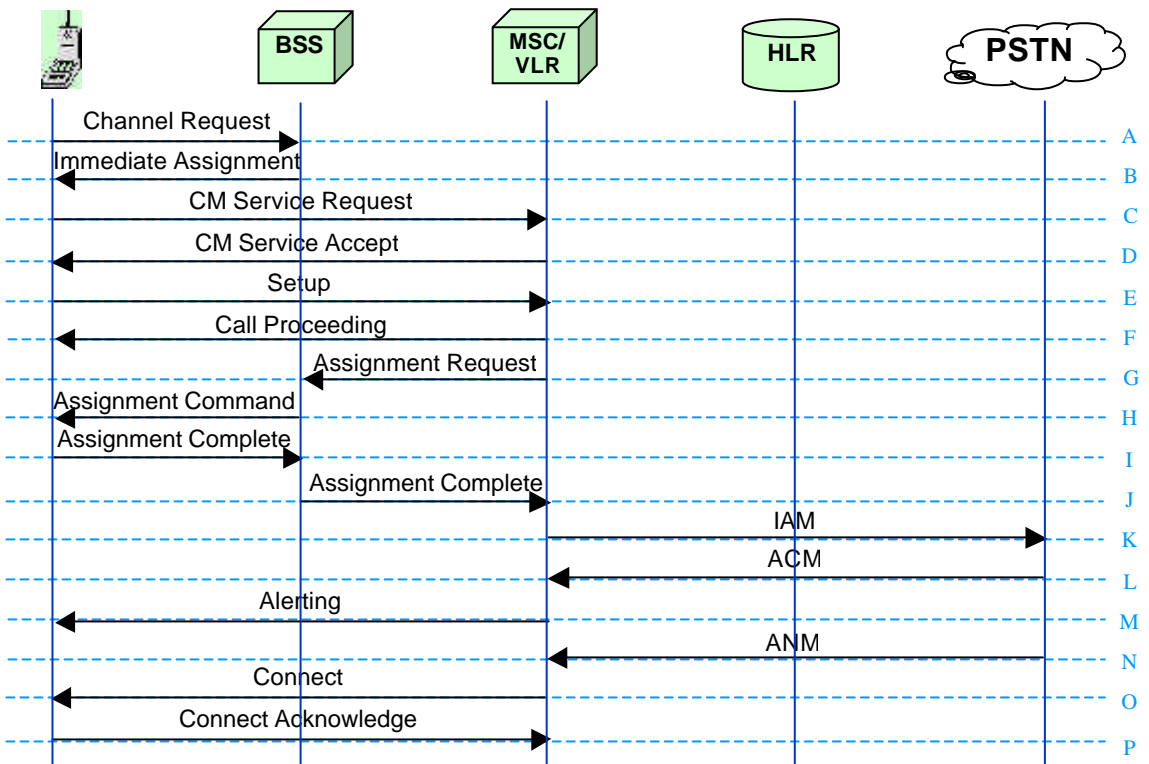 BSS
MSC/
VLR
HLR
PSTN
Channel Request
A
Immediate Assignment
B
CM Service Request
C
CM Service Accept
D
Setup
E
Call Proceeding
F
Assignment Request
G
Assignment Command
H
Assignment Complete
I
Assignment Complete
J
IAM
K
ACM
L
Alerting
M
ANM
N
Connect
O
Connect Acknowledge
P